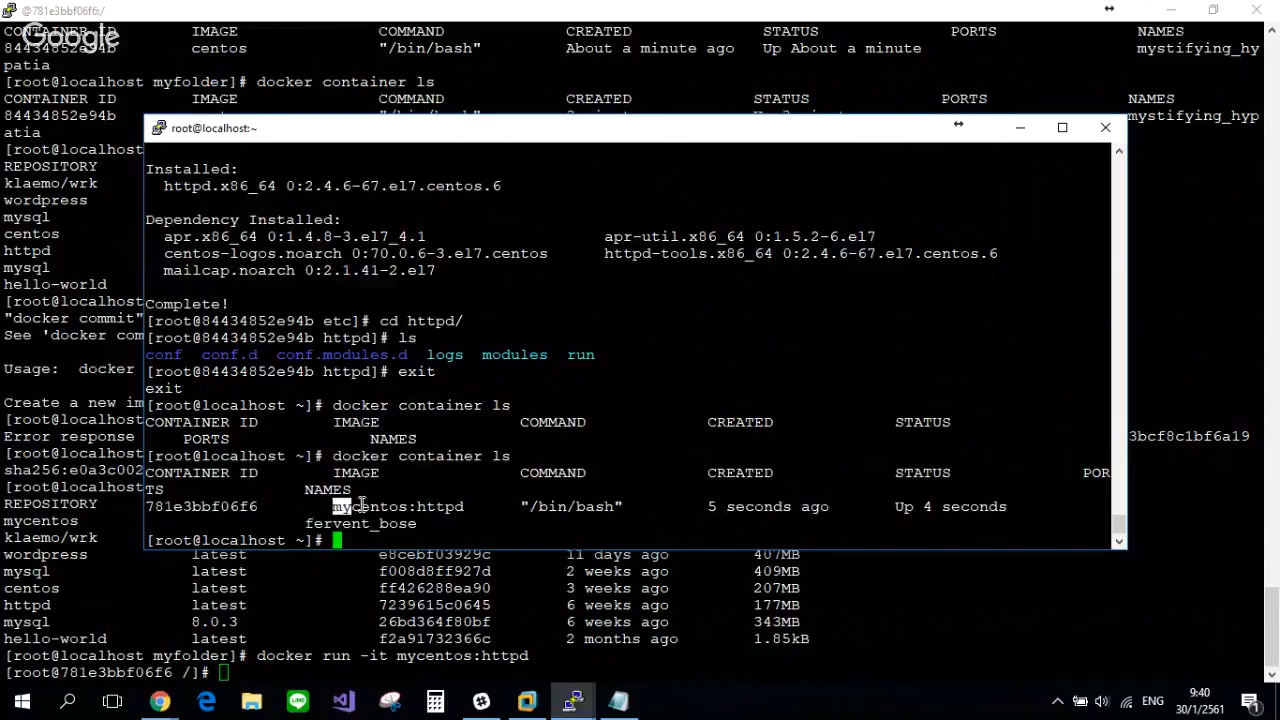 @781e3bbf06f6
Google
CONTAINER ID IMAGE COMMAND CREATED STATUS PORTS NAMES
84434852e94b centos "/bin/bash" About a minute ago Up About a minute mystifying_hy
patia
[root@localhost myfolder]# docker container ls
CONTAINER ID IMAGE COMMAND CREATED STATUS PORTS NAMES
84434852e94b mystifying_hyp
atia
[root@localhost
REPOSITORY
klaemo/wrk
wordpress
mysql
centos
httpd
mysql
hello-world
[root@localhost
"docker commit"
See 'docker com
Usage: docker
Create a new im
[root@localhost
Error response 3bcf8c1bf6a19
[root@localhost
sha256:e0a3c002
[root@localhost
REPOSITORY
mycentos
klaemo/wrk
root@localhost:~
Installed:
httpd.x86_64 0:2.4.6-67.el7.centos.6
Dependency Installed:
apr.x86_64 0:1.4.8-3.el7_4.1 apr-util.x86_64 0:1.5.2-6.el7
centos-logos.noarch 0:70.0.6-3.el7.centos httpd-tools.x86_64 0:2.4.6-67.el7.centos.6
mailcap.noarch 0:2.1.41-2.el7
Complete!
[root@84434852e94b etc]# cd httpd/
[root@84434852e94b httpd]# ls
conf conf.d conf.modules.d logs modules run
[root@84434852e94b httpd]# exit
exit
[root@localhost ~]# docker container ls
CONTAINER ID IMAGE COMMAND CREATED STATUS
PORTS NAMES
[root@localhost ~]# docker container ls
CONTAINER ID IMAGE COMMAND CREATED STATUS POR
TS NAMES
781e3bbf06f6 mycentos:httpd "/bin/bash" 5 seconds ago Up 4 seconds
fervent_bose
[root@localhost ~]#
wordpress latest e8cebf03929c 11 days ago 407MB
mysql latest f008d8ff927d 2 weeks ago 409MB
centos latest ff426288ea90 3 weeks ago 207MB
httpd latest 7239615c0645 6 weeks ago 177MB
mysql 8.0.3 26bd364f80bf 6 weeks ago 343MB
hello-world latest f2a91732366c 2 months ago 1.85kB
[root@localhost myfolder]# docker run -it mycentos:httpd
[root@781e3bbf06f6 /]#
ENG
9:40
30/1/2561